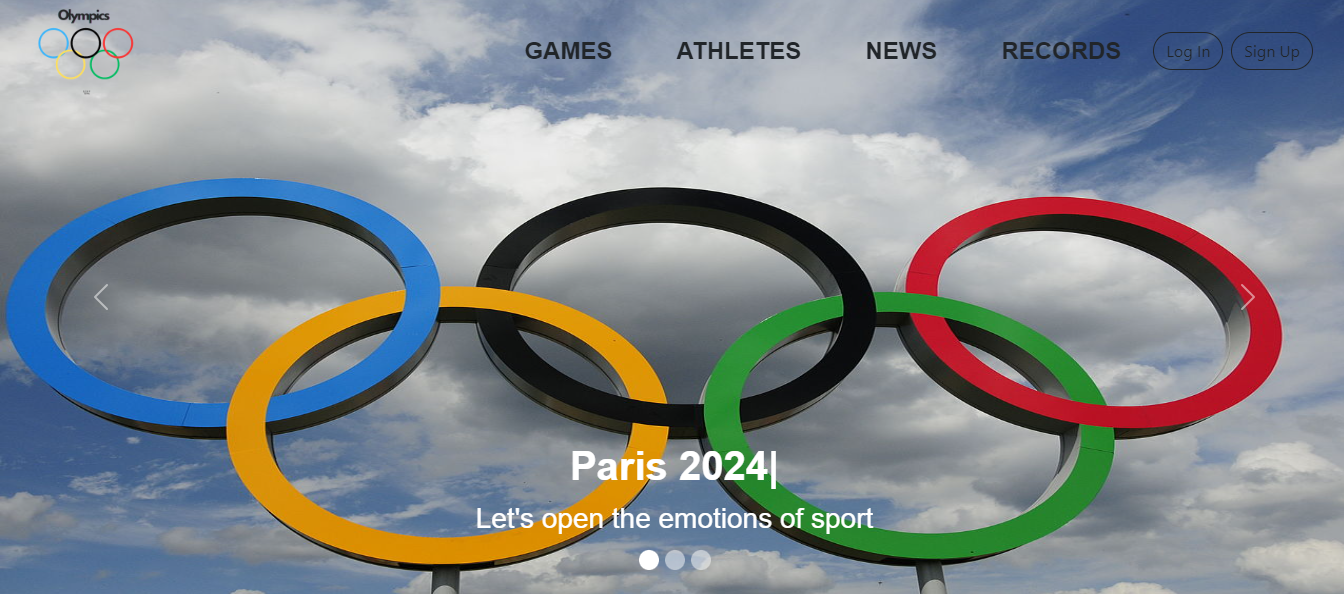 Olympics
GAMES ATHLETES NEWS RECORDS Log In Sign Up
Paris 2024|
Let's open the emotions of sport